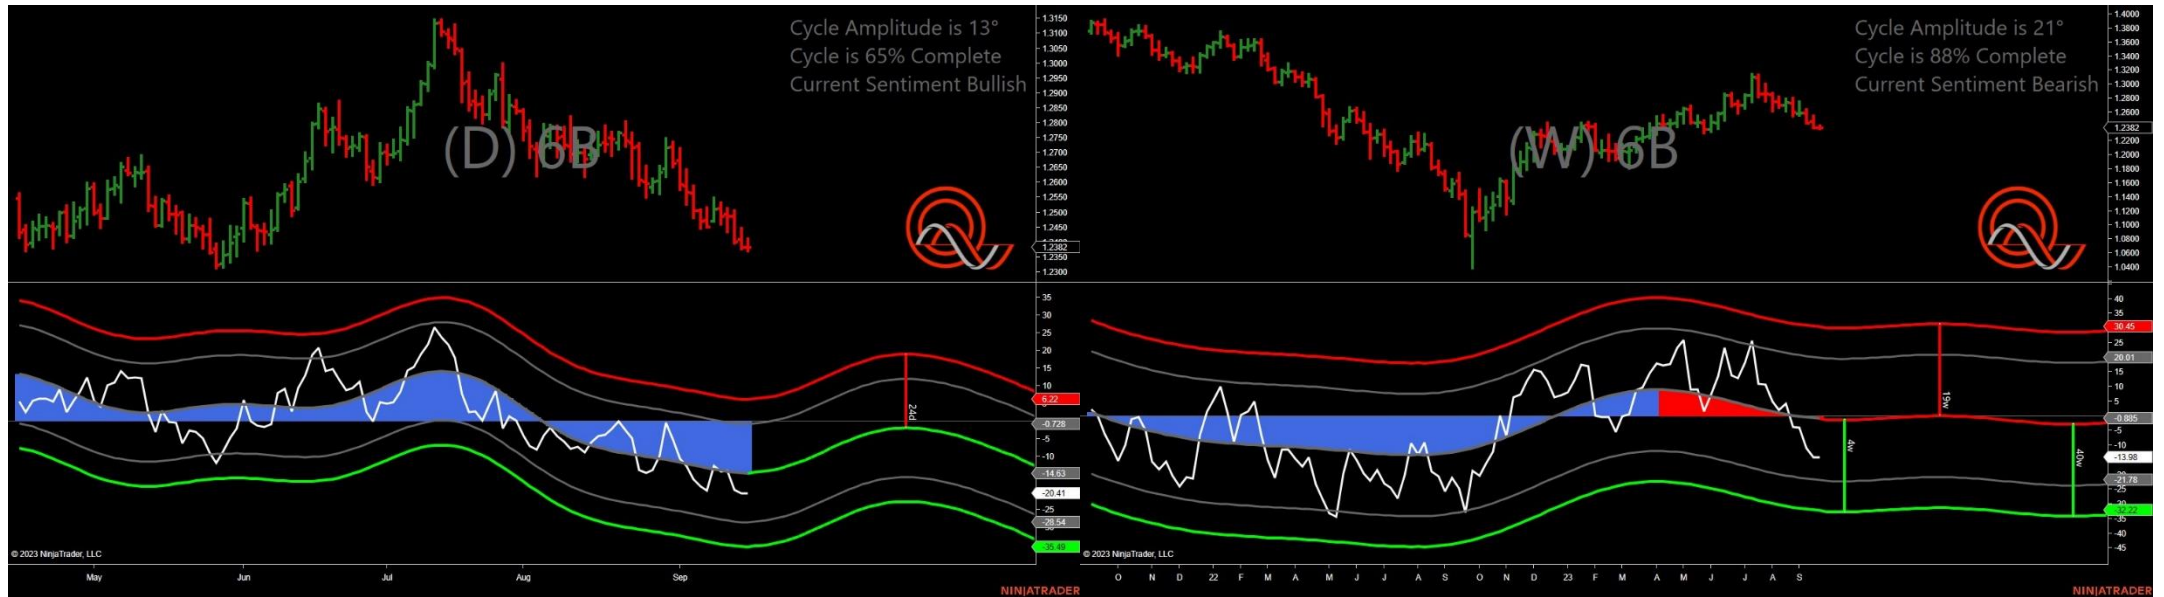 Cycle Amplitude is 13°
Cycle is 65% Complete
Current Sentiment Bullish
(D) 6B
1.3150
1.3100
1.3050
1.3000
1.2950
1.2900
1.2850
1.2800
1.2750
1.2700
1.2650
1.2600
1.2550
1.2500
1.2450
1.2382
1.2350
1.2300
35
30
25
20
15
10
6.22
-0.728
-5
-10
-14.63
-20.41
-25
-28.54
-35.49
24d
© 2023 NinjaTrader, LLC
May
Jun
Jul
Aug
Sep
NINJATRADER
Cycle Amplitude is 21°
Cycle is 88% Complete
Current Sentiment Bearish
(W) 6B
1.4000
1.3800
1.3600
1.3400
1.3200
1.3000
1.2800
1.2600
1.2382
1.2200
1.2000
1.1800
1.1600
1.1400
1.1200
1.1000
1.0800
1.0600
1.0400
40
35
30.45
25
20.01
15
10
5
-0.885
-5
-10
-13.98
-21.78
-25
-32.22
-35
-40
-45
19w
4w
40w
© 2023 NinjaTrader, LLC
O
N
D
22
F
M
A
M
J
J
A
S
O
N
D
23
F
M
A
M
J
J
A
S
NINJATRADER